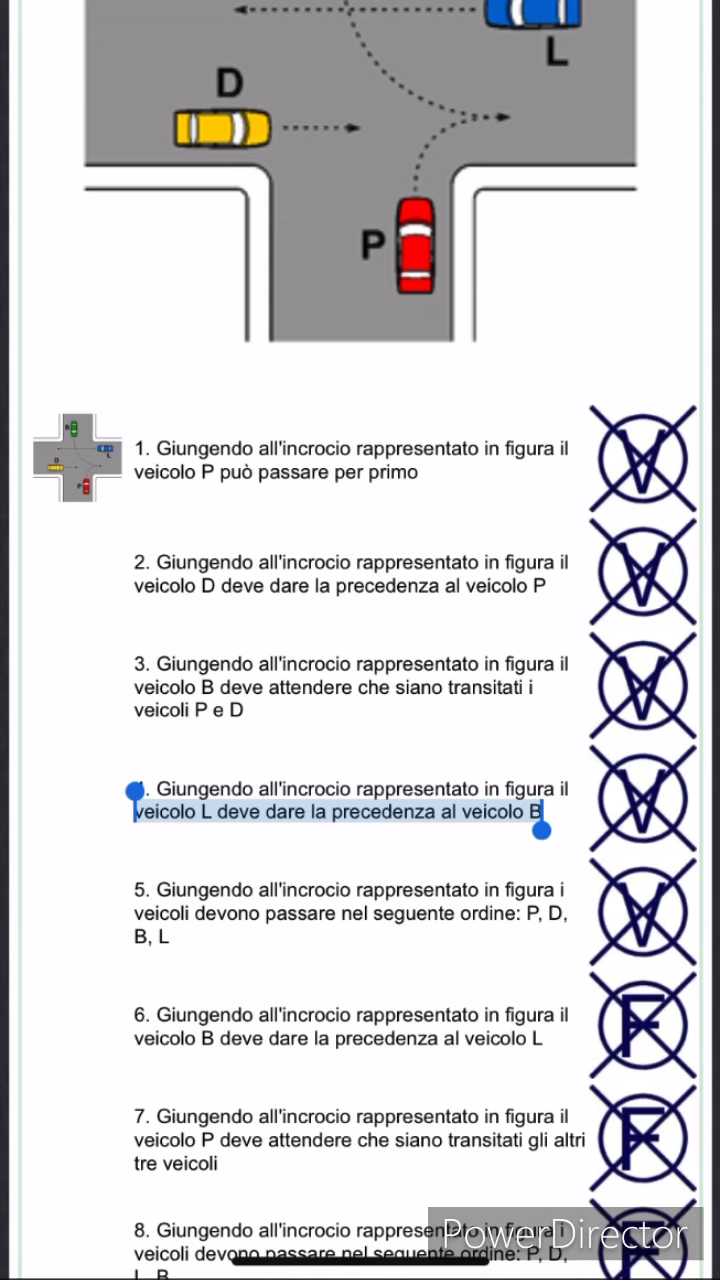 L
D
P
B
L
D
P
1. Giungendo all'incrocio rappresentato in figura il
veicolo P può passare per primo
V
2. Giungendo all'incrocio rappresentato in figura il
veicolo D deve dare la precedenza al veicolo P
V
3. Giungendo all'incrocio rappresentato in figura il
veicolo B deve attendere che siano transitati i
veicoli P e D
V
. Giungendo all'incrocio rappresentato in figura il
veicolo L deve dare la precedenza al veicolo B
V
5. Giungendo all'incrocio rappresentato in figura i
veicoli devono passare nel seguente ordine: P, D,
B, L
V
6. Giungendo all'incrocio rappresentato in figura il
veicolo B deve dare la precedenza al veicolo L
F
7. Giungendo all'incrocio rappresentato in figura il
veicolo P deve attendere che siano transitati gli altri
tre veicoli
F
8. Giungendo all'incrocio rappresentato in figura i
veicoli devono passare nel seguente ordine: P, D,
L, B
F
PowerDirector